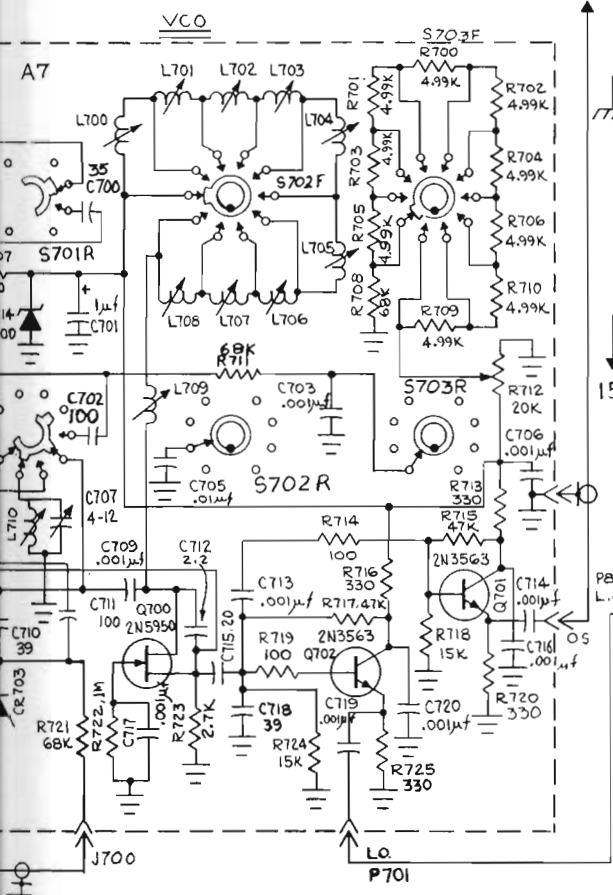 VCO
A7
S703F
R700
4.99K
L701
L702
L703
R701
4.99K
R702
4.99K
L700
L704
R703
4.99K
R704
4.99K
35
C700
S702F
S701R
R705
4.99K
R706
4.99K
L705
07
+
1µf
C701
14
00
R708
68K
R710
4.99K
L708
L707
L706
R709
4.99K
68K
R711
C702
100
L709
C703
.001µf
S703R
R712
20K
15
C705
.01µf
S702R
C706
.001µf
C707
4-12
L710
R713
330
R714
100
R715
47K
C709
.001µf
C712
2.2
R716
330
2N3563
Q701
C713
.001µf
C714
.001µf
PA
L.
C711
100
Q700
2N5950
R717.47K
2N3563
Q702
R718
15K
C716
.001µf
OS
C710
39
C715.20
R719
100
CR703
R721
68K
R722.1M
C717
.001µf
R723
2.7K
C718
39
C719
.001µf
C720
.001µf
R720
330
R724
15K
R725
330
J700
L.O.
P701